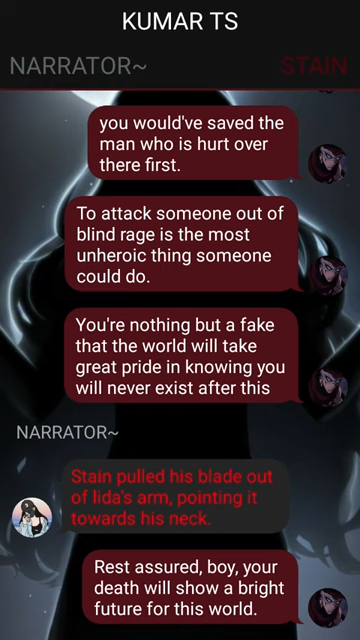 KUMAR TS
NARRATOR~
STAIN
you would've saved the
man who is hurt over
there first.
To attack someone out of
blind rage is the most
unheroic thing someone
could do.
You're nothing but a fake
that the world will take
great pride in knowing you
will never exist after this
NARRATOR~
Stain pulled his blade out
of Iida's arm, pointing it
towards his neck.
Rest assured, boy, your
death will show a bright
future for this world.